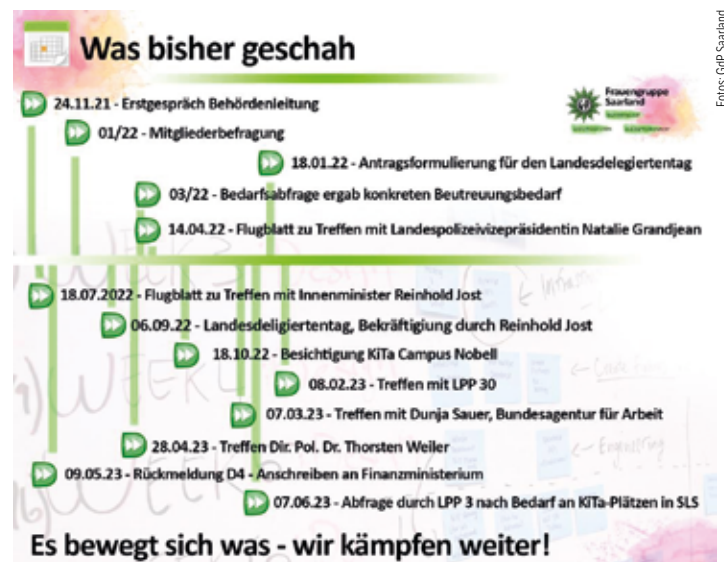 Was bisher geschah
Fotos: GdP Saarland
24.11.21 - Erstgespräch Behördenleitung
Frauengruppe
Saarland
01/22 - Mitgliederbefragung
18.01.22 - Antragsformulierung für den Landesdelegiertentag
03/22 - Bedarfsabfrage ergab konkreten Beutreuungsbedarf
14.04.22 - Flugblatt zu Treffen mit Landespolizeivizepräsidentin Natalie Grandjean
18.07.2022 - Flugblatt zu Treffen mit Innenminister Reinhold Jost
06.09.22 - Landesdeligiertentag, Bekräftigiung durch Reinhold Jost
18.10.22 - Besichtigung KiTa Campus Nobell
08.02.23 - Treffen mit LPP 30
07.03.23 - Treffen mit Dunja Sauer, Bundesagentur für Arbeit
28.04.23 - Treffen Dir. Pol. Dr. Thorsten Weiler
09.05.23 - Rückmeldung D4 - Anschreiben an Finanzministerium
07.06.23 - Abfrage durch LPP 3 nach Bedarf an KiTa-Plätzen in SLS
WEEK 3
WEEK
WEEK
Es bewegt sich was - wir kämpfen weiter!